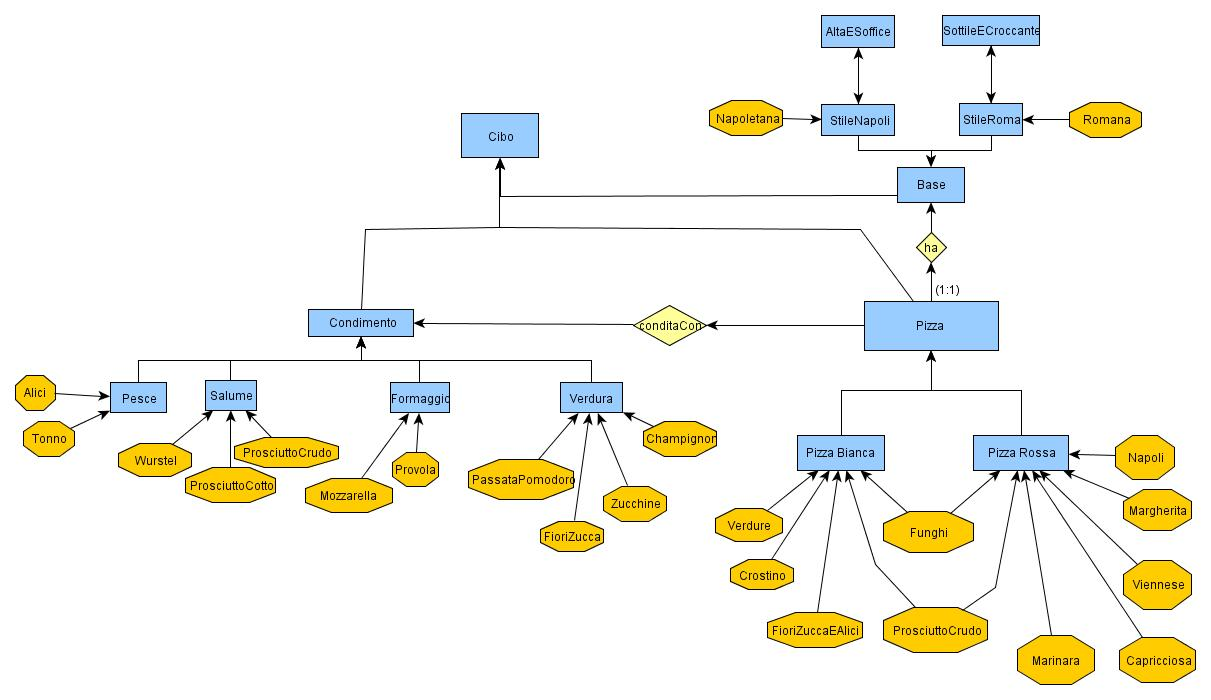 AltaESoffice
SottileECroccante
Napoletana
StileNapoli
StileRoma
Romana
Cibo
Base
ha
(1:1)
Condimento
conditaCon
Pizza
Alici
Pesce
Salume
Formaggio
Verdura
Tonno
Wurstel
ProsciuttoCrudo
ProsciuttoCotto
Mozzarella
Provola
PassataPomodoro
FioriZucca
Zucchine
Champignon
Pizza Bianca
Pizza Rossa
Napoli
Verdure
Funghi
Margherita
Crostino
Viennese
FioriZuccaEAlici
ProsciuttoCrudo
Marinara
Capricciosa